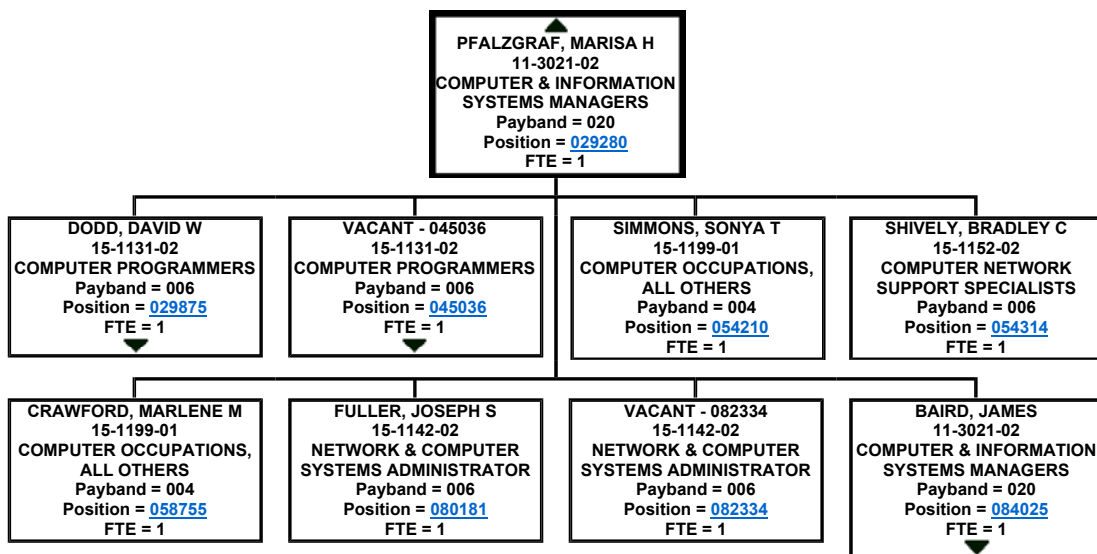 PFALZGRAF, MARISA H
11-3021-02
COMPUTER & INFORMATION
SYSTEMS MANAGERS
Payband = 020
Position = 029280
FTE = 1
DODD, DAVID W
15-1131-02
COMPUTER PROGRAMMERS
Payband = 006
Position = 029875
FTE = 1
VACANT - 045036
15-1131-02
COMPUTER PROGRAMMERS
Payband = 006
Position = 045036
FTE = 1
SIMMONS, SONYA T
15-1199-01
COMPUTER OCCUPATIONS,
ALL OTHERS
Payband = 004
Position = 054210
FTE = 1
SHIVELY, BRADLEY C
15-1152-02
COMPUTER NETWORK
SUPPORT SPECIALISTS
Payband = 006
Position = 054314
FTE = 1
CRAWFORD, MARLENE M
15-1199-01
COMPUTER OCCUPATIONS,
ALL OTHERS
Payband = 004
Position = 058755
FTE = 1
FULLER, JOSEPH S
15-1142-02
NETWORK & COMPUTER
SYSTEMS ADMINISTRATOR
Payband = 006
Position = 080181
FTE = 1
VACANT - 082334
15-1142-02
NETWORK & COMPUTER
SYSTEMS ADMINISTRATOR
Payband = 006
Position = 082334
FTE = 1
BAIRD, JAMES
11-3021-02
COMPUTER & INFORMATION
SYSTEMS MANAGERS
Payband = 020
Position = 084025
FTE = 1